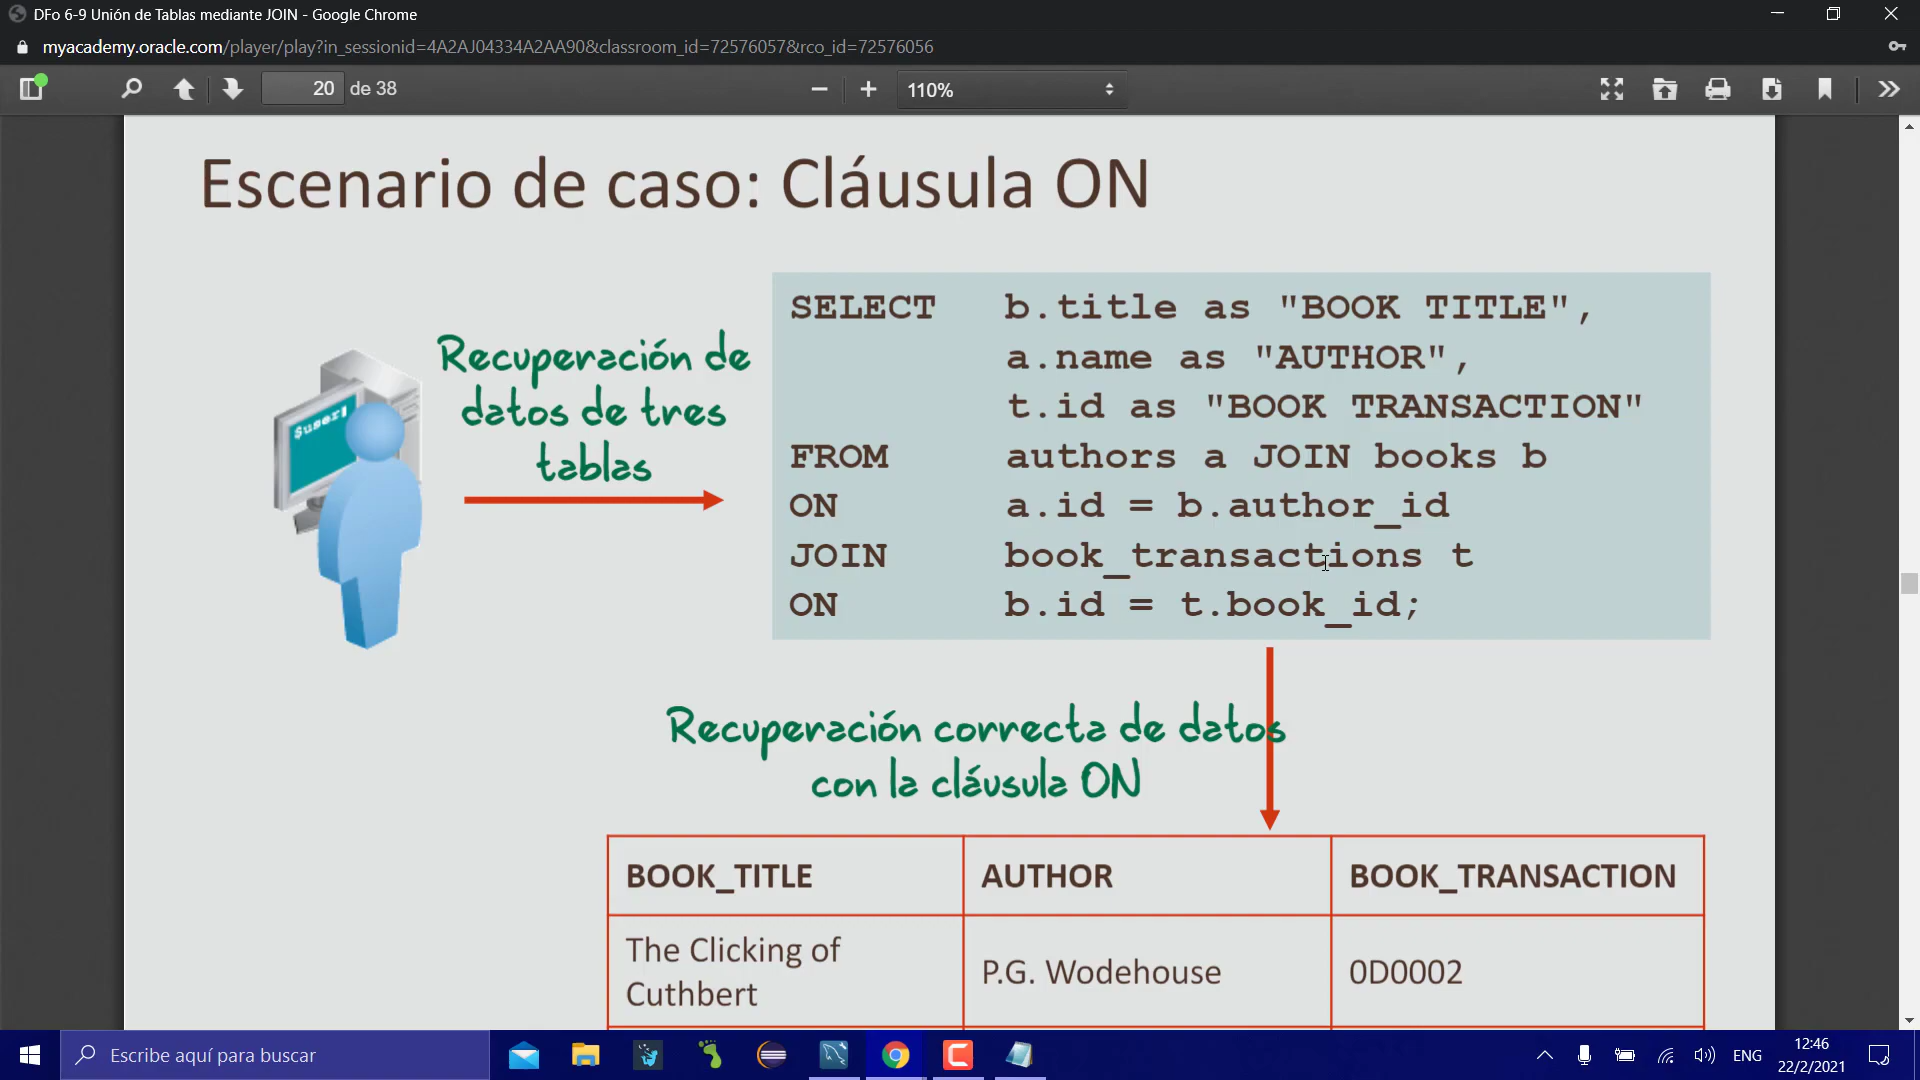 DFo 6-9 Unión de Tablas mediante JOIN - Google Chrome
myacademy.oracle.com/player/play?in_sessionid=4A2AJ04334A2AA90&classroom_id=72576057&rco_id=72576056
20 de 38
110%
Escenario de caso: Cláusula ON
$user1
Recuperación de
datos de tres
tablas
SELECT b.title as "BOOK TITLE",
a.name as "AUTHOR",
t.id as "BOOK TRANSACTION"
FROM authors a JOIN books b
ON a.id = b.author_id
JOIN book_transactions t
ON b.id = t.book_id;
Recuperación correcta de datos
con la cláusula ON
BOOK_TITLE AUTHOR BOOK_TRANSACTION
The Clicking of
Cuthbert
P.G. Wodehouse
0D0002
Escribe aquí para buscar
ENG
12:46
22/2/2021